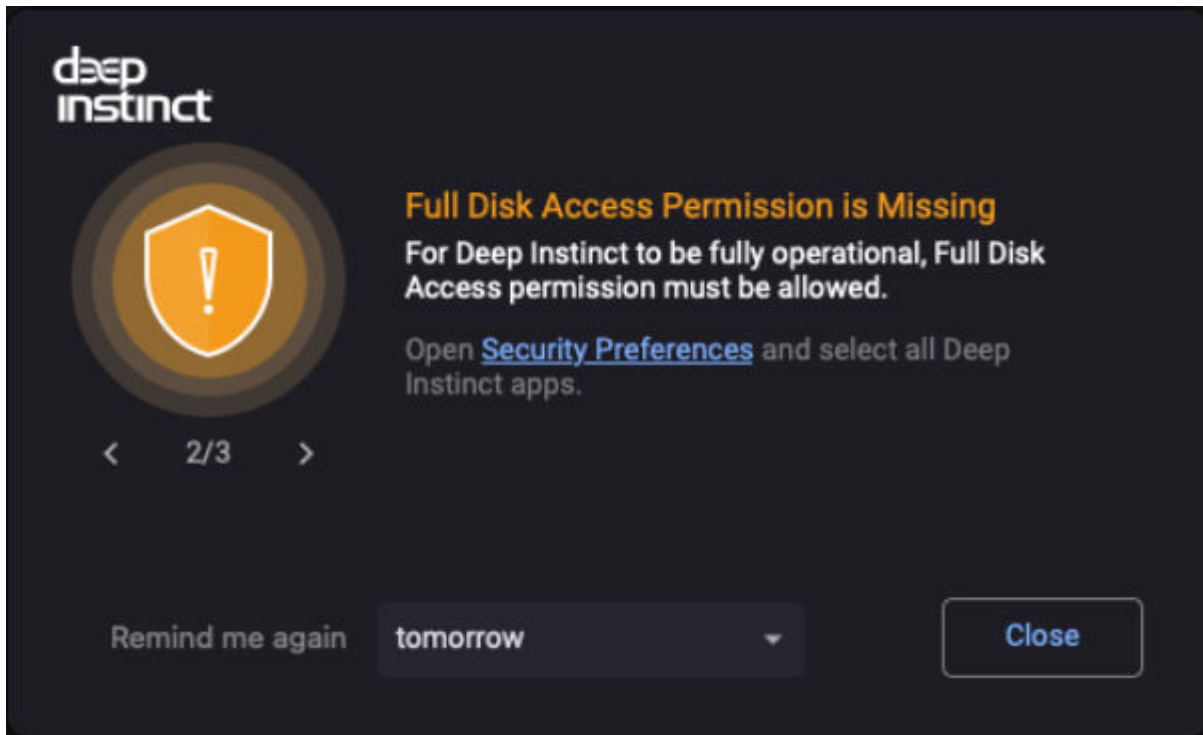 deep
instinct
Full Disk Access Permission is Missing
For Deep Instinct to be fully operational, Full Disk
Access permission must be allowed.
Open Security Preferences and select all Deep
Instinct apps.
< 2/3 >
Remind me again tomorrow Close